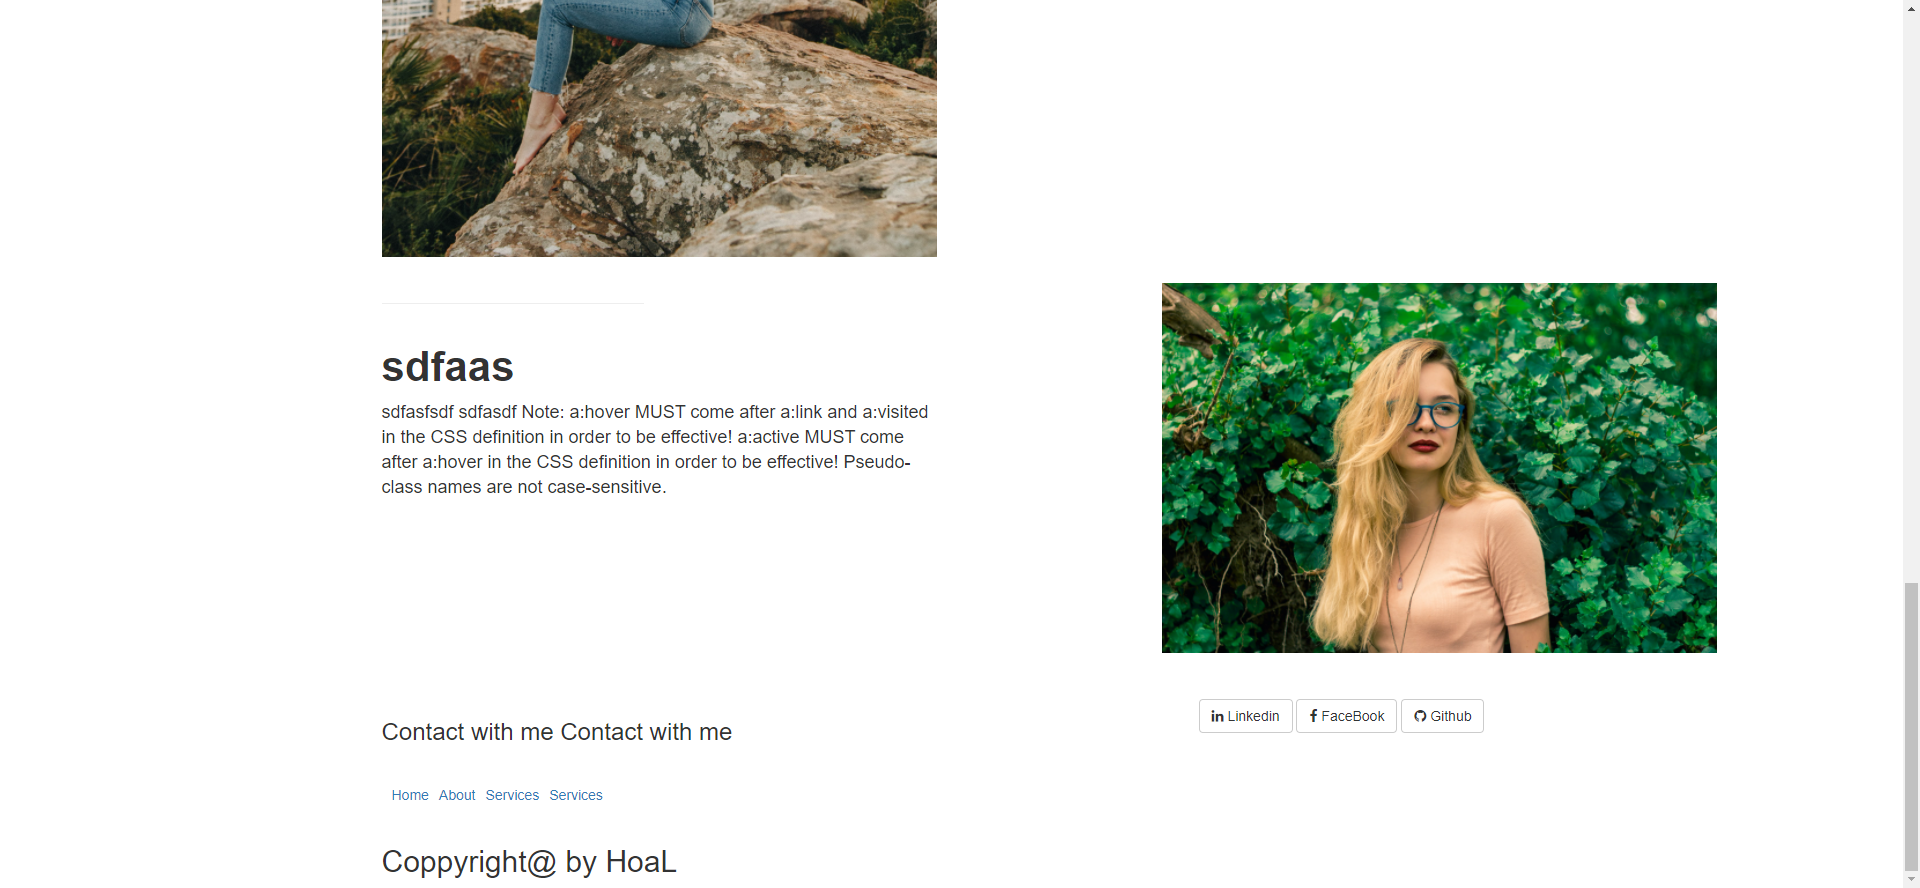 sdfaas
sdfasfsdf sdfasdf Note: a:hover MUST come after a:link and a:visited
in the CSS definition in order to be effective! a:active MUST come
after a:hover in the CSS definition in order to be effective! Pseudo-
class names are not case-sensitive.
Contact with me Contact with me
Linkedin FaceBook Github
Home About Services Services
Coppyright@ by HoaL